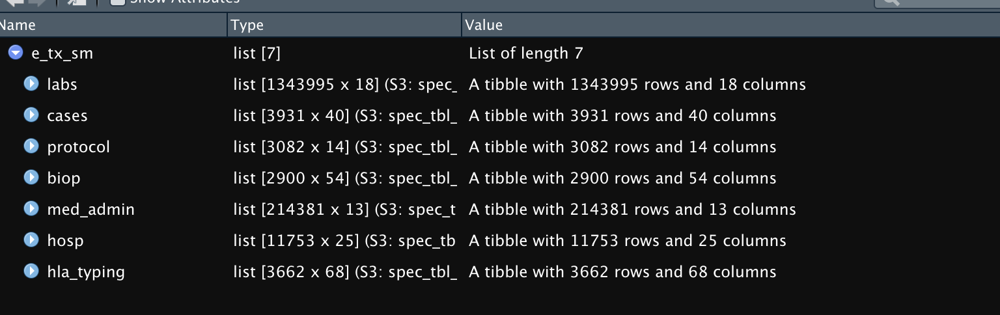 Show Attributes
Name Type Value
e_tx_sm list [7] List of length 7
labs list [1343995 x 18] (S3: spec_ A tibble with 1343995 rows and 18 columns
cases list [3931 x 40] (S3: spec_tbl_ A tibble with 3931 rows and 40 columns
protocol list [3082 x 14] (S3: spec_tbl_ A tibble with 3082 rows and 14 columns
biop list [2900 x 54] (S3: spec_tbl_ A tibble with 2900 rows and 54 columns
med_admin list [214381 x 13] (S3: spec_t A tibble with 214381 rows and 13 columns
hosp list [11753 x 25] (S3: spec_tb A tibble with 11753 rows and 25 columns
hla_typing list [3662 x 68] (S3: spec_tbl_ A tibble with 3662 rows and 68 columns